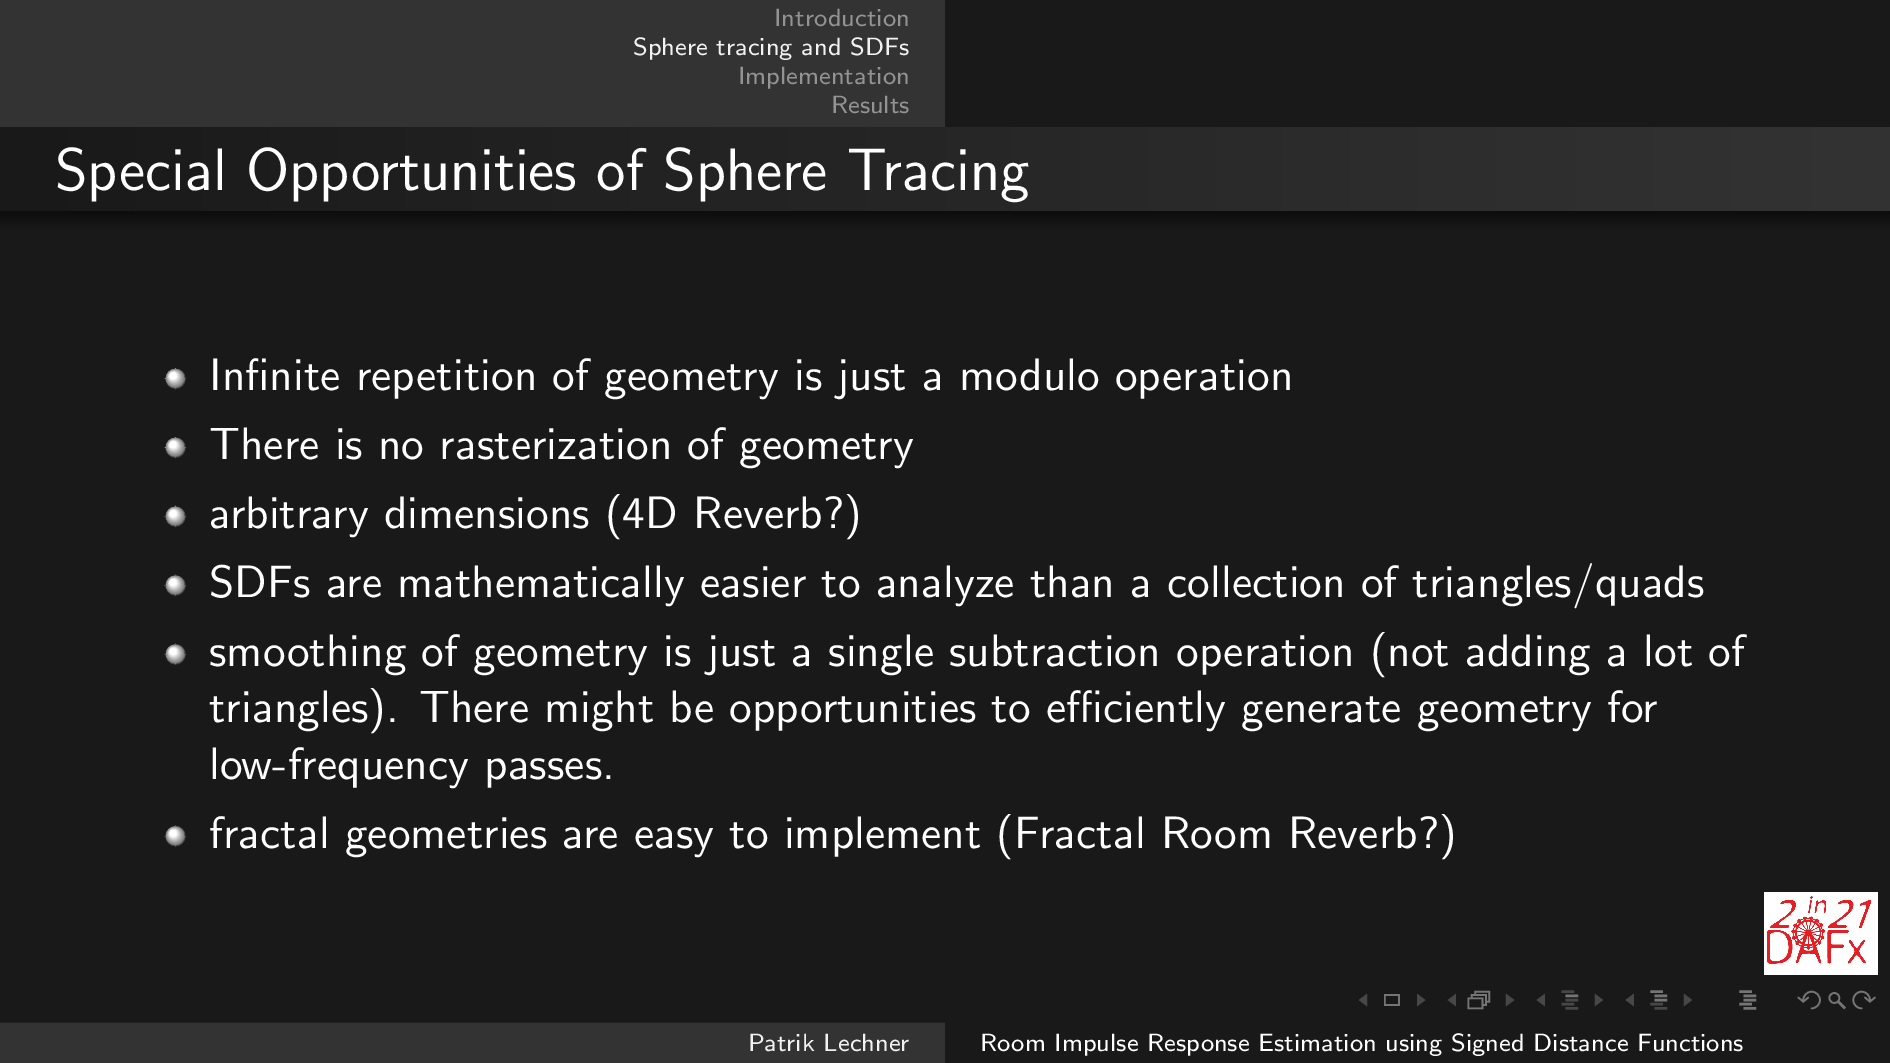 Introduction
Sphere tracing and SDFs
Implementation
Results
Special Opportunities of Sphere Tracing
Infinite repetition of geometry is just a modulo operation
There is no rasterization of geometry
arbitrary dimensions (4D Reverb?)
SDFs are mathematically easier to analyze than a collection of triangles/quads
smoothing of geometry is just a single subtraction operation (not adding a lot of
triangles). There might be opportunities to efficiently generate geometry for
low-frequency passes.
fractal geometries are easy to implement (Fractal Room Reverb?)
2 in 21
DAFx
Patrik Lechner
Room Impulse Response Estimation using Signed Distance Functions